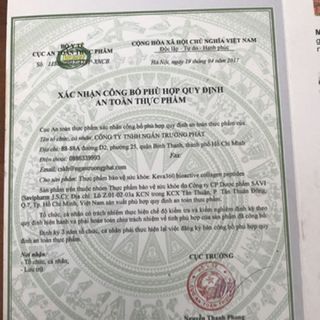 BỘ Y TẾ
CỤC AN TOÀN THỰC PHẨM
CỘNG HÒA XÃ HỘI CHỦ NGHĨA VIỆT NAM
Độc lập - Tự do - Hạnh phúc
Hà Nội, ngày 19 tháng 04 năm 2017
XÁC NHẬN CÔNG BỐ PHÙ HỢP QUY ĐỊNH
AN TOÀN THỰC PHẨM
Cục An toàn thực phẩm xác nhận công bố phù hợp quy định an toàn thực phẩm của:
Tên tổ chức, cá nhân: CÔNG TY TNHH NGÂN TRƯỜNG PHÁT
Địa chỉ: 88-88A đường D2, phường 25, quận Bình Thạnh, thành phố Hồ Chí Minh
Điện thoại: 0886339993 Fax:
Email: cskh@ngantruongphat.com
Cho sản phẩm: Thực phẩm bảo vệ sức khỏe: Keva360 bioactive collagen peptides
Sản phẩm trên thuộc nhóm Thực phẩm bảo vệ sức khỏe do Công ty CP Dược phẩm SAVI
(Savipharm J.S.C); Địa chỉ: Lô Z.01-02-03a KCN trong KCX Tân Thuận, P. Tân Thuận Đông,
Q.7, Tp. Hồ Chí Minh, Việt Nam sản xuất phù hợp quy định an toàn thực phẩm.
Tổ chức, cá nhân có trách nhiệm thực hiện chế độ kiểm tra và kiểm nghiệm định kỳ theo
quy định hiện hành và phải hoàn toàn chịu trách nhiệm về tính phù hợp của sản phẩm đã công bố.
Tổ chức, cá nhân phải thực hiện lại việc đăng ký bản công bố phù hợp quy
định an toàn thực phẩm
Nơi nhận:
- Tổ chức, cá nhân;
- Lưu trữ.
CỤC TRƯỞNG
Nguyễn Thanh Phong